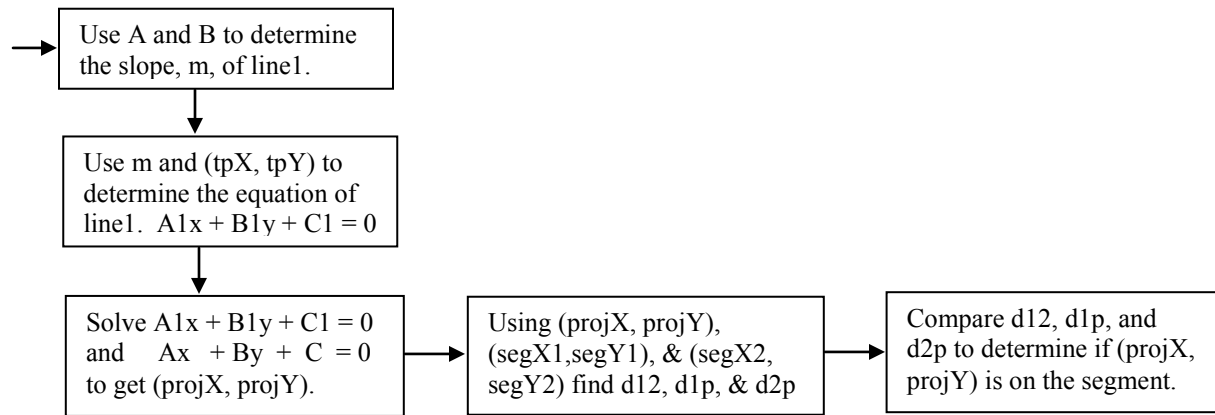 Use A and B to determine
the slope, m, of line1.
Use m and (tpX, tpY) to
determine the equation of
line1. A1x + B1y + C1 = 0
Solve A1x + B1y + C1 = 0
and Ax + By + C = 0
to get (projX, projY).
Using (projX, projY),
(segX1,segY1), & (segX2,
segY2) find d12, d1p, & d2p
Compare d12, d1p, and
d2p to determine if (projX,
projY) is on the segment.